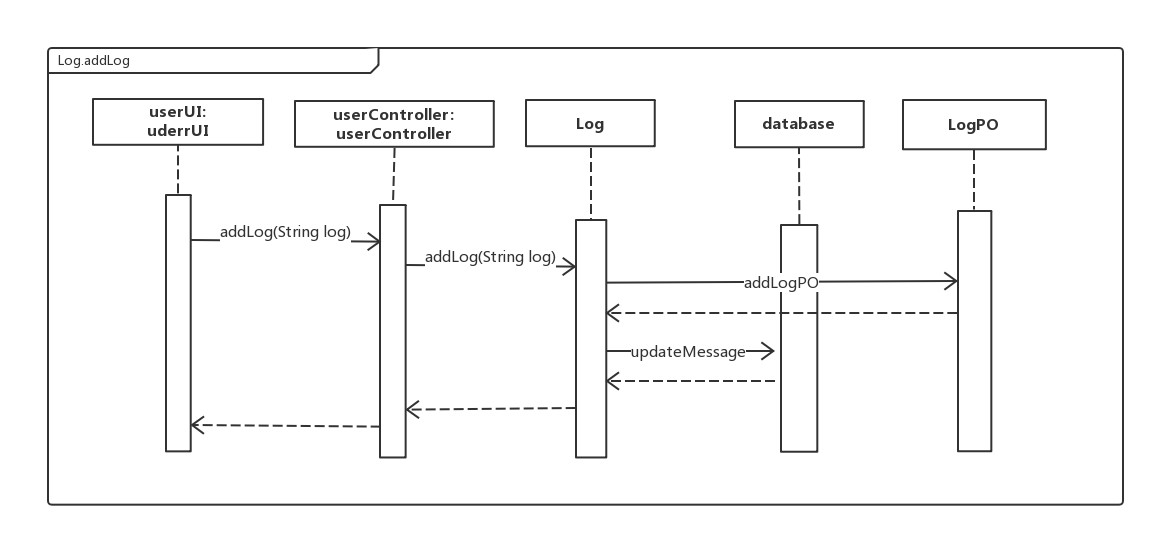 Log.addLog
userUI:
uderrUI
userController:
userController
Log
database
LogPO
addLog(String log)
addLog(String log)
addLogPO
updateMessage